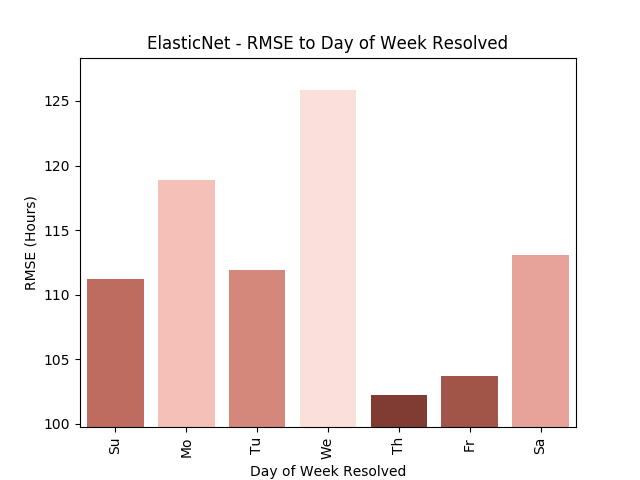 ElasticNet - RMSE to Day of Week Resolved
RMSE (Hours)
125
120
115
110
105
100
Su
Mo
Tu
We
Th
Fr
Sa
Day of Week Resolved